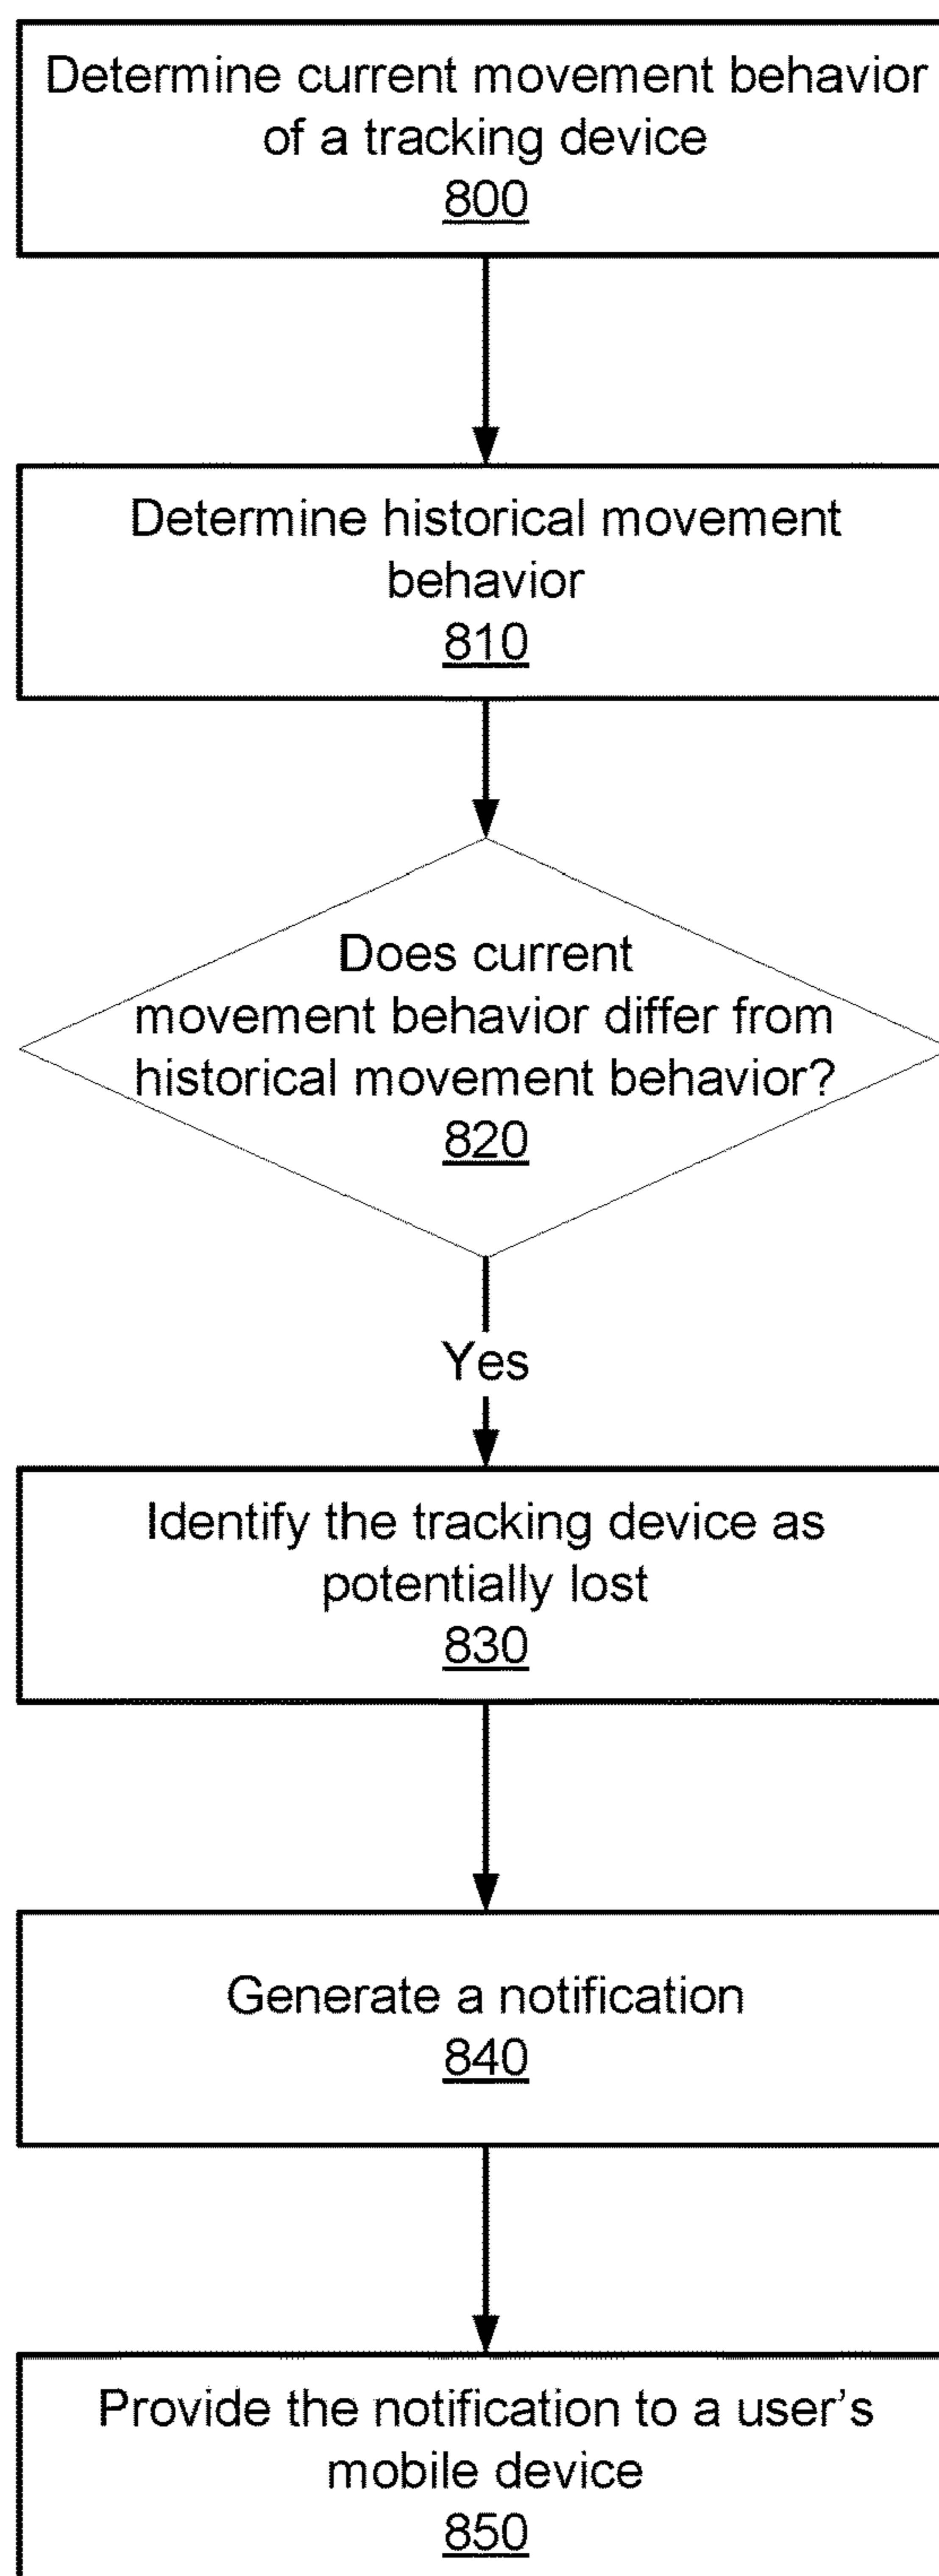 Determine current movement behavior
of a tracking device
800
Determine historical movement
behavior
810
Does current
movement behavior differ from
historical movement behavior?
820
Yes
Identify the tracking device as
potentially lost
830
Generate a notification
840
Provide the notification to a user's
mobile device
850